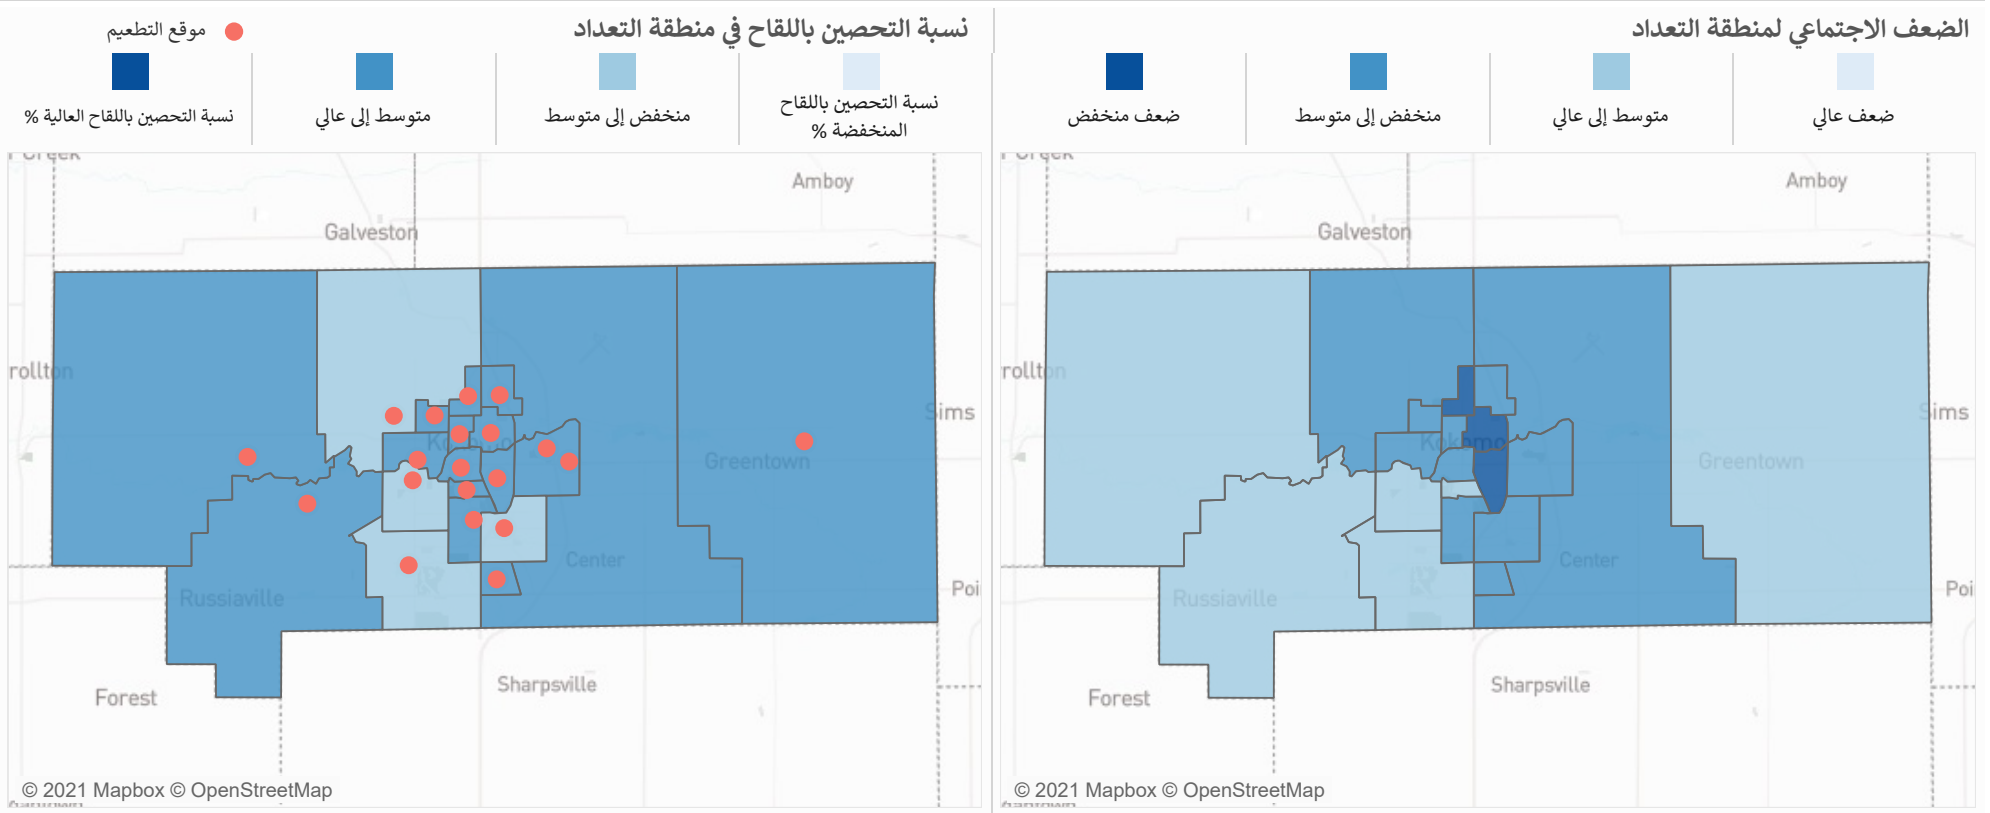 الضعف الاجتماعي لمنطقة التعداد
ضعف عالي
متوسط إلى عالي
منخفض إلى متوسط
ضعف منخفض
Amboy
Galveston
rollton
Sims
Kokomo
Greentown
Center
Russiaville
Poi
Sharpsville
Forest
© 2021 Mapbox © OpenStreetMap
نسبة التحصين باللقاح في منطقة التعداد
موقع التطعيم
نسبة التحصين باللقاح
المنخفضة %
منخفض إلى متوسط
متوسط إلى عالي
نسبة التحصين باللقاح العالية %
Amboy
Galveston
rollton
Sims
Kokomo
Greentown
Center
Russiaville
Poi
Sharpsville
Forest
© 2021 Mapbox © OpenStreetMap